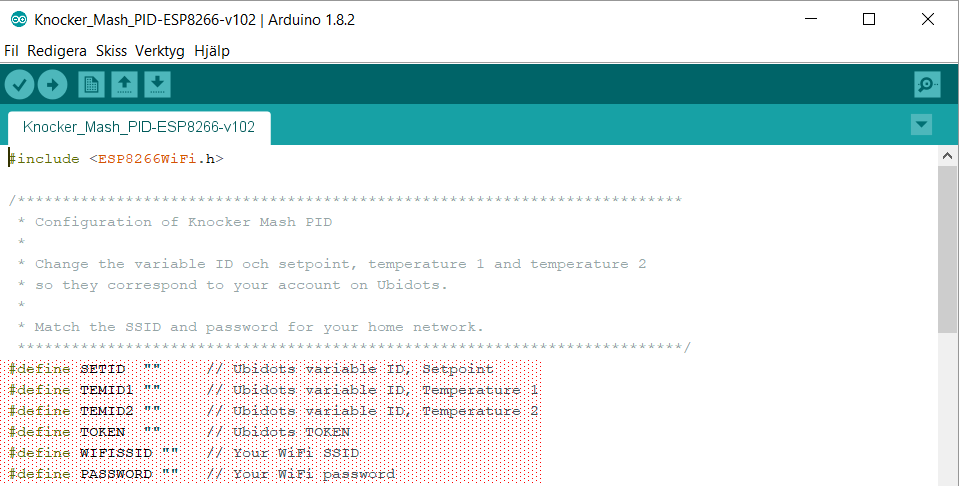 Knocker_Mash_PID-ESP8266-v102 | Arduino 1.8.2
Fil Redigera Skiss Verktyg Hjälp
Knocker_Mash_PID-ESP8266-v102
#include <ESP8266WiFi.h>
/**************************************************************************
* Configuration of Knocker Mash PID
*
* Change the variable ID och setpoint, temperature 1 and temperature 2
* so they correspond to your account on Ubidots.
*
* Match the SSID and password for your home network.
**************************************************************************/
#define SETID "" // Ubidots variable ID, Setpoint
#define TEMID1 "" // Ubidots variable ID, Temperature 1
#define TEMID2 "" // Ubidots variable ID, Temperature 2
#define TOKEN "" // Ubidots TOKEN
#define WIFISSID "" // Your WiFi SSID
#define PASSWORD "" // Your WiFi password